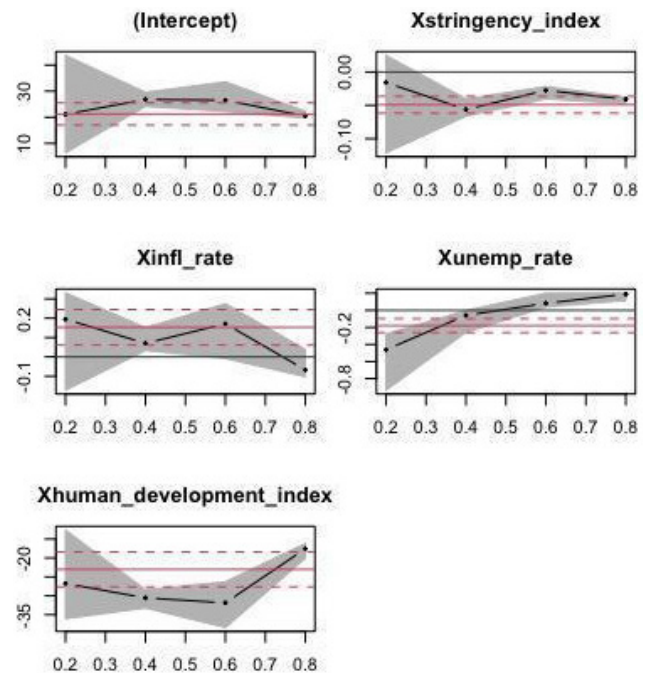 (Intercept)
30
10
0.2 0.3 0.4 0.5 0.6 0.7 0.8
Xstringency_index
0.00
-0.10
0.2 0.3 0.4 0.5 0.6 0.7 0.8
Xinfl_rate
0.2
-0.1
0.2 0.3 0.4 0.5 0.6 0.7 0.8
Xunemp_rate
-0.2
-0.8
0.2 0.3 0.4 0.5 0.6 0.7 0.8
Xhuman_development_index
-20
-35
0.2 0.3 0.4 0.5 0.6 0.7 0.8